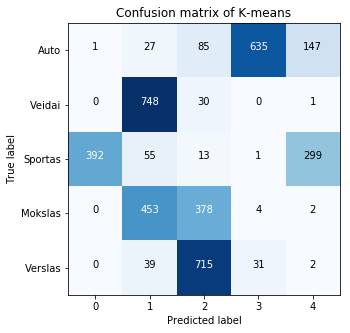 Confusion matrix of K-means
True label
Auto 1 27 85 635 147
Veidai 0 748 30 0 1
Sportas 392 55 13 1 299
Mokslas 0 453 378 4 2
Verslas 0 39 715 31 2
0 1 2 3 4
Predicted label